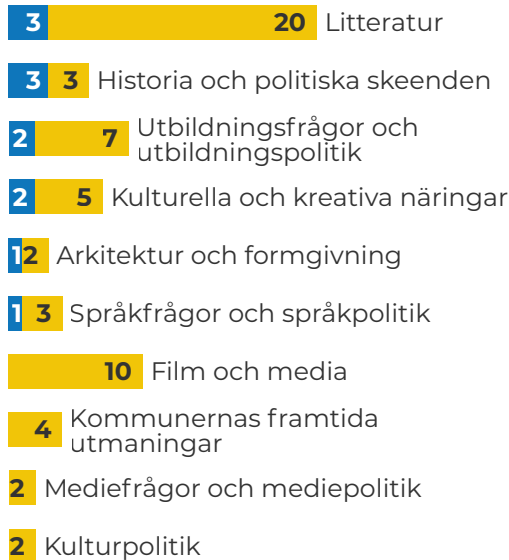 3 20 Litteratur
3 3 Historia och politiska skeenden
2 7 Utbildningsfrågor och
utbildningspolitik
2 5 Kulturella och kreativa näringar
1 2 Arkitektur och formgivning
1 3 Språkfrågor och språkpolitik
10 Film och media
4 Kommunernas framtida
utmaningar
2 Mediefrågor och mediepolitik
2 Kulturpolitik